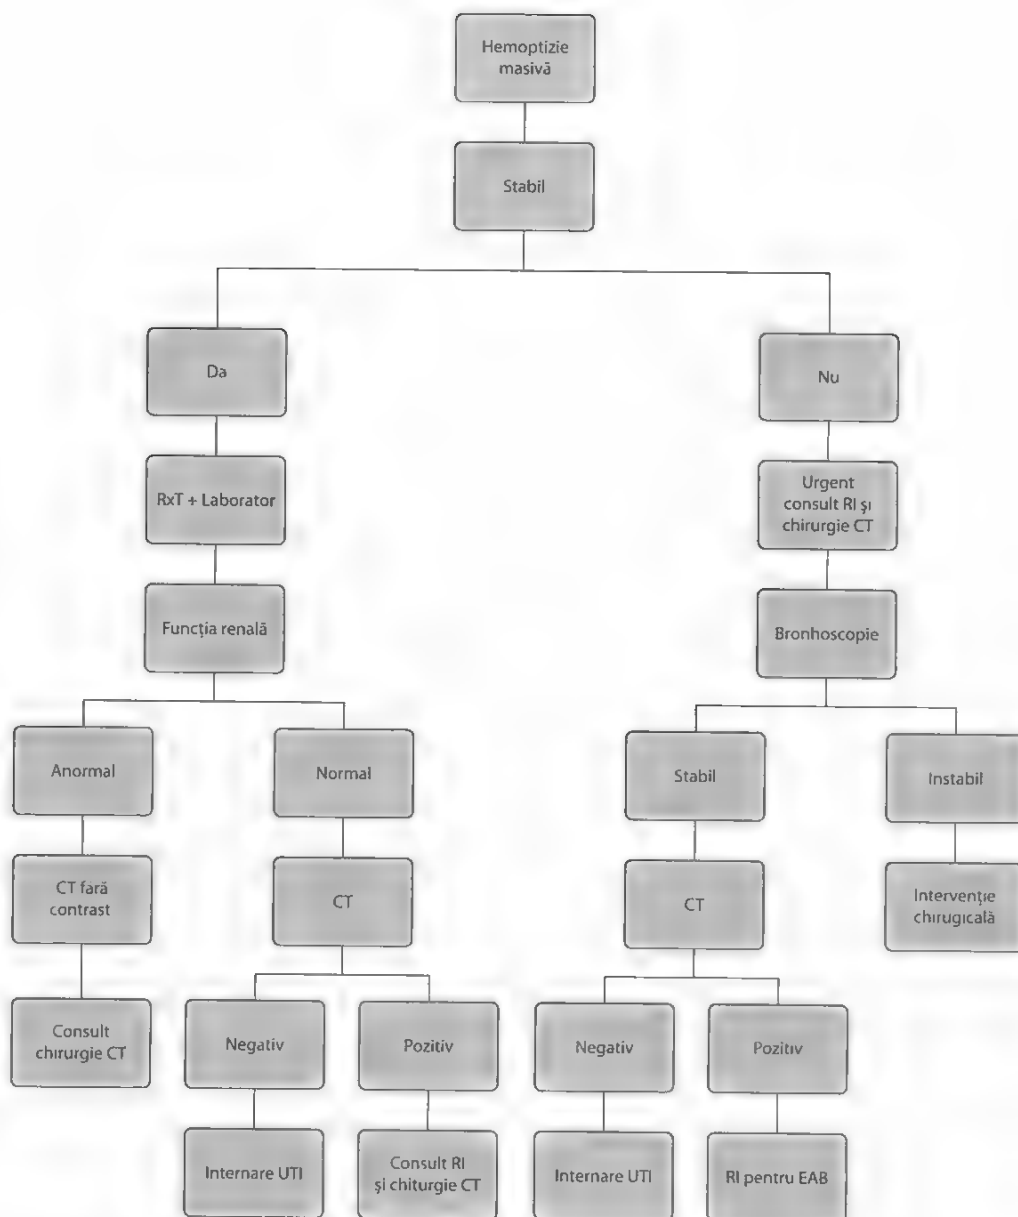 Hemoptizie
masivă
Stabil
Da
Nu
RxT + Laborator
Urgent
consult RI și
chirurgie CT
Funcția renală
Bronhoscopie
Anormal
Normal
Stabil
Instabil
CT fară
contrast
CT
CT
Intervenție
chirugicală
Consult
chirurgie CT
Negativ
Pozitiv
Negativ
Pozitiv
Internare UTI
Consult RI
și chiturgie CT
Internare UTI
RI pentru EAB